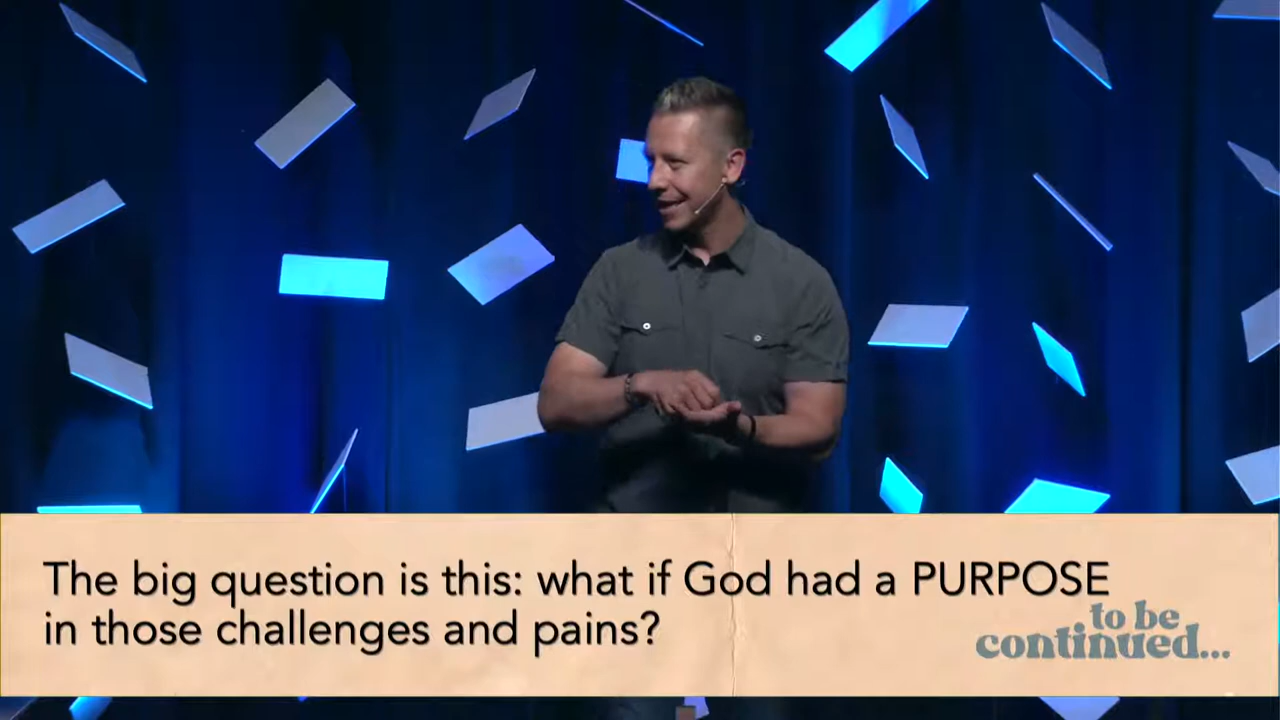 The big question is this: what if God had a PURPOSE
in those challenges and pains?
to be
continued...